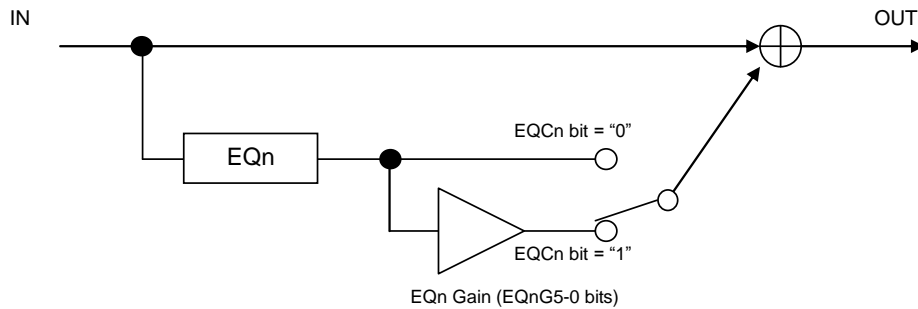 IN
OUT
EQCn bit = “0”
EQn
EQCn bit = “1”
EQn Gain (EQnG5-0 bits)